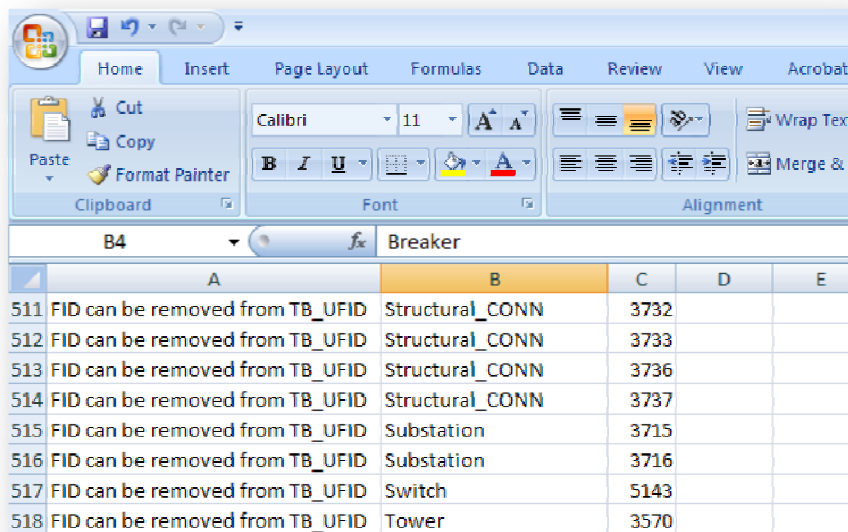 Home Insert Page Layout Formulas Data Review View Acrobat
Cut
Copy
Format Painter
Paste
Clipboard
Calibri 11 A A
B I U A
Font
Wrap Tex
Merge &
Alignment
B4 fx Breaker
A B C D E
511 FID can be removed from TB_UFID Structural_CONN 3732
512 FID can be removed from TB_UFID Structural_CONN 3733
513 FID can be removed from TB_UFID Structural_CONN 3736
514 FID can be removed from TB_UFID Structural_CONN 3737
515 FID can be removed from TB_UFID Substation 3715
516 FID can be removed from TB_UFID Substation 3716
517 FID can be removed from TB_UFID Switch 5143
518 FID can be removed from TB_UFID Tower 3570